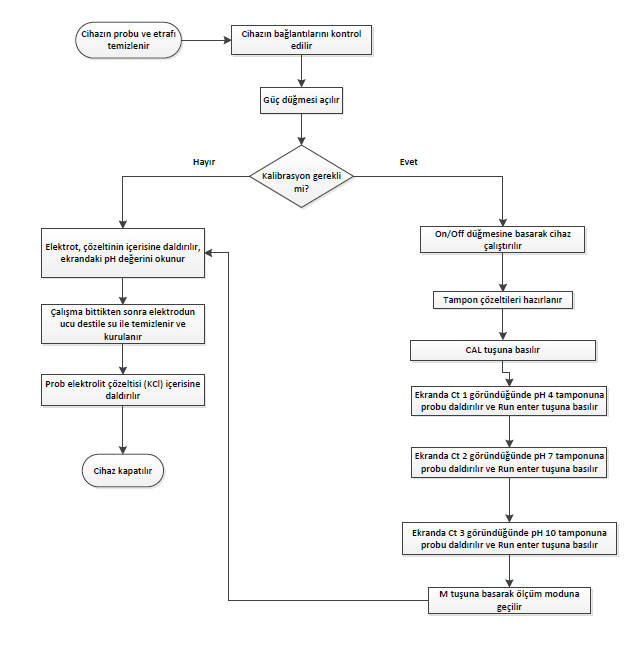 Cihazın probu ve etrafı
temizlenir
Cihazın bağlantılarını kontrol
edilir
Güç düğmesi açılır
Hayır
Evet
Kalibrasyon gerekli
mi?
Elektrot, çözeltinin içerisine daldırılır,
ekrandaki pH değerini okunur
Çalışma bittikten sonra elektrodun
ucu destile su ile temizlenir ve
kurulanır
Prob elektrolit çözeltisi (KCl) içerisine
daldırılır
Cihaz kapatılır
On/Off düğmesine basarak cihaz
çalıştırılır
Tampon çözeltileri hazırlanır
CAL tuşuna basılır
Ekranda Ct 1 göründüğünde pH 4 tamponuna
probu daldırılır ve Run enter tuşuna basılır
Ekranda Ct 2 göründüğünde pH 7 tamponuna
probu daldırılır ve Run enter tuşuna basılır
Ekranda Ct 3 göründüğünde pH 10 tamponuna
probu daldırılır ve Run enter tuşuna basılır
M tuşuna basarak ölçüm moduna
geçilir